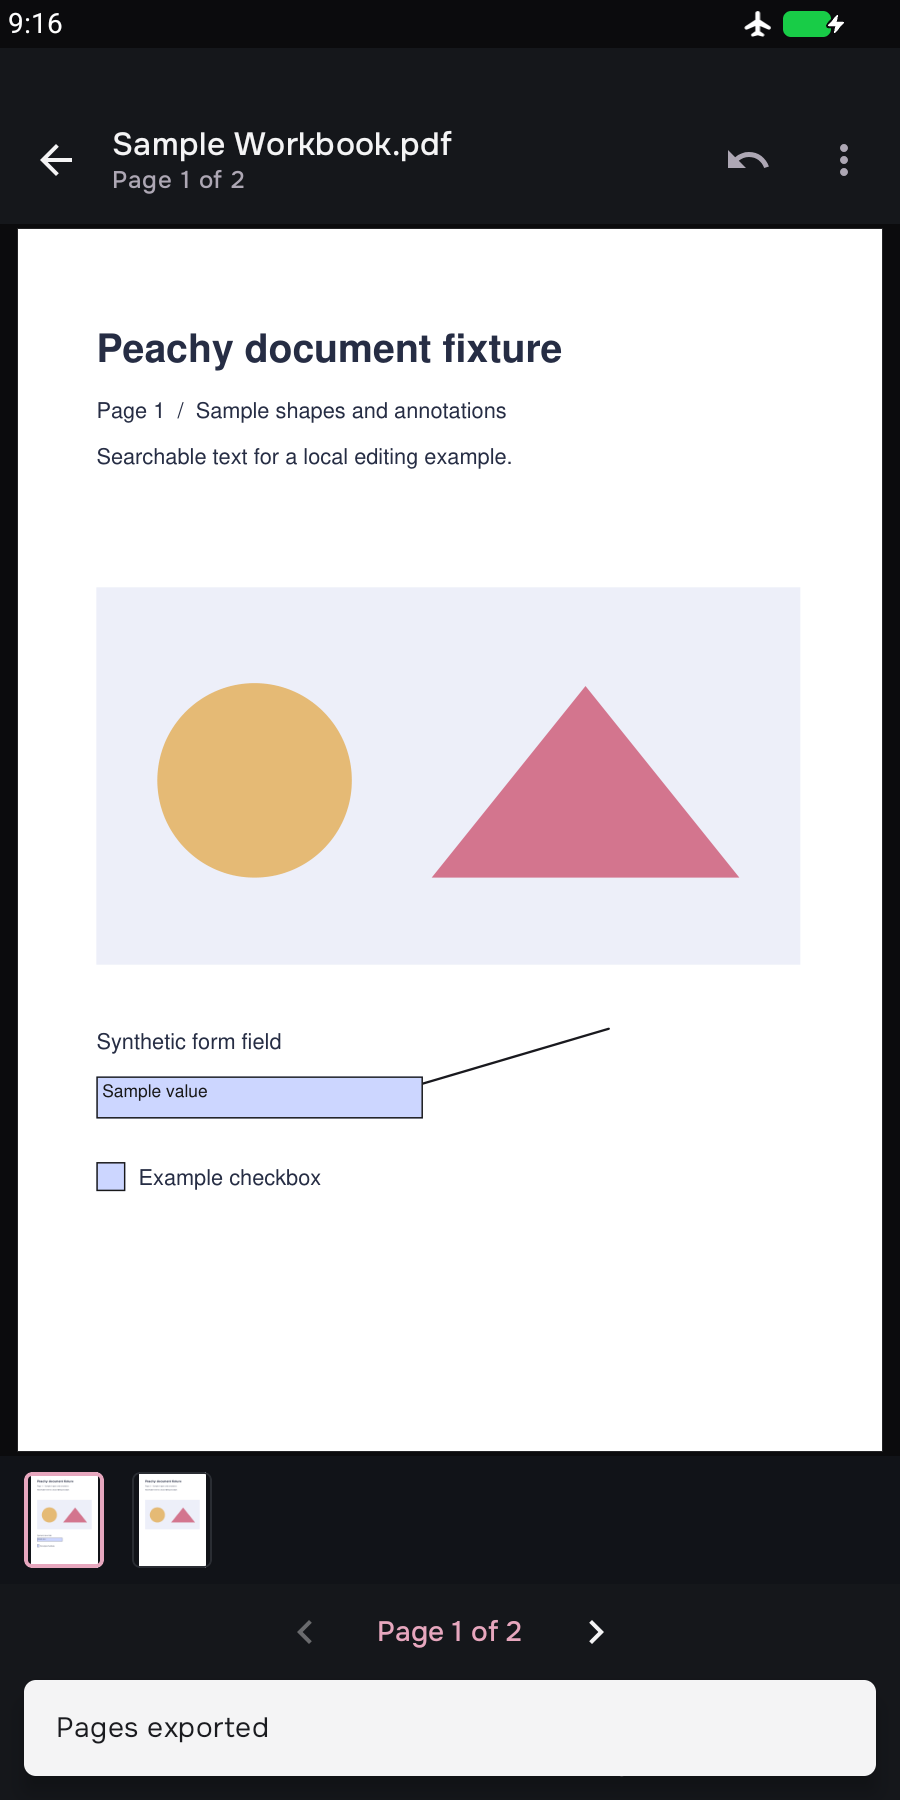 9:16
Sample Workbook.pdf
Page 1 of 2
Peachy document fixture
Page 1 / Sample shapes and annotations
Searchable text for a local editing example.
Synthetic form field
Sample value
Example checkbox
Page 1 of 2
Pages exported